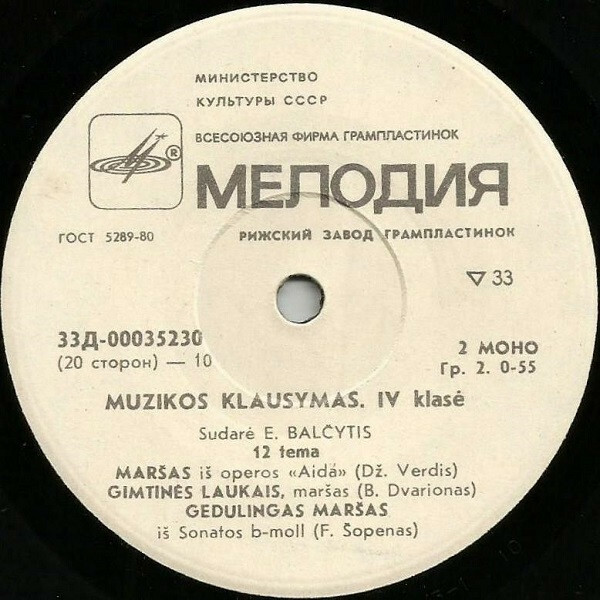 МИНИСТЕРСТВО
КУЛЬТУРЫ СССР
ВСЕСОЮЗНАЯ ФИРМА ГРАМПЛАСТИНОК
®
МЕЛОДИЯ
ГОСТ 5289-80
РИЖСКИЙ ЗАВОД ГРАМПЛАСТИНОК
▽ 33
33Д-00035230
(20 сторон) — 10
2 МОНО
Гр. 2. 0-55
MUZIKOS KLAUSYMAS. IV klasė
Sudarė E. BALČYTIS
12 tema
MARŠAS iš operos «Aida» (Dž. Verdis)
GIMTINĖS LAUKAIS, maršas (B. Dvarionas)
GEDULINGAS MARŠAS
iš Sonatos b-moll (F. Šopenas)